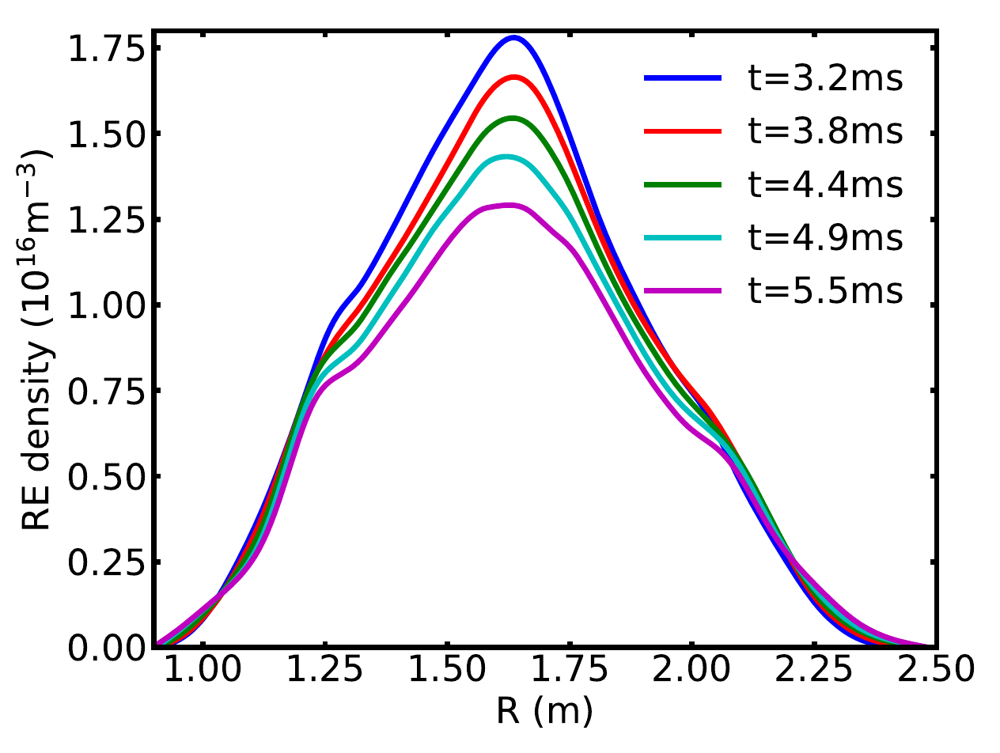 RE density (10^16 m^−3)
1.75
1.50
1.25
1.00
0.75
0.50
0.25
0.00
t=3.2ms
t=3.8ms
t=4.4ms
t=4.9ms
t=5.5ms
1.00 1.25 1.50 1.75 2.00 2.25 2.50
R (m)